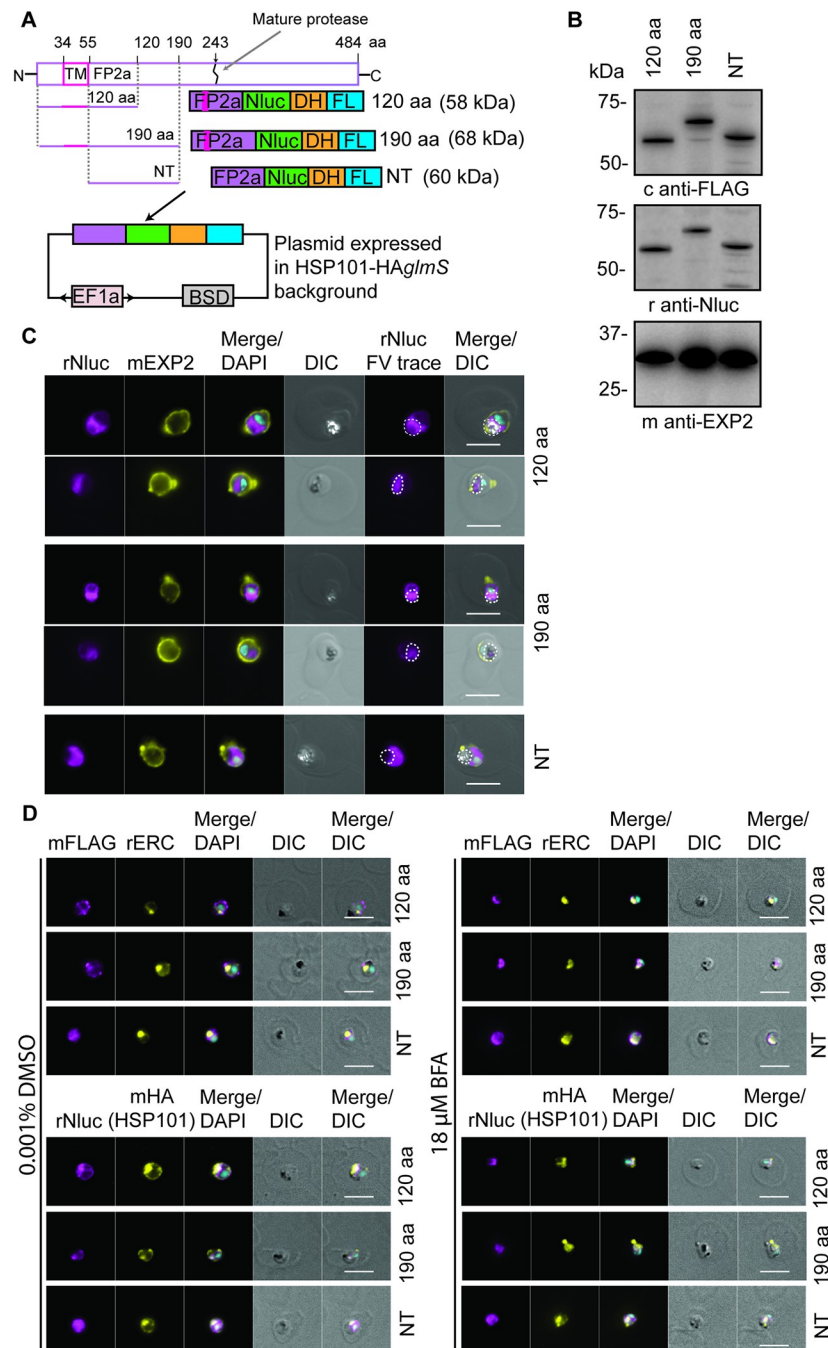 A
Mature protease
34 55 120 190 243 484 aa
N TM FP2a C
120 aa
FP2a Nluc DH FL 120 aa (58 kDa)
190 aa
FP2a Nluc DH FL 190 aa (68 kDa)
NT
FP2a Nluc DH FL NT (60 kDa)
Plasmid expressed
in HSP101-HAglmS
background
EF1a BSD
B
120 aa
190 aa
NT
kDa
75-
50-
c anti-FLAG
75-
50-
r anti-Nluc
37-
25-
m anti-EXP2
C
rNluc mEXP2 Merge/ DAPI DIC rNluc FV trace Merge/ DIC
120 aa
190 aa
NT
D
0.001% DMSO
mFLAG rERC Merge/ DAPI DIC Merge/ DIC
120 aa
190 aa
NT
rNluc mHA (HSP101) Merge/ DAPI DIC Merge/ DIC
120 aa
190 aa
NT
18 µM BFA
mFLAG rERC Merge/ DAPI DIC Merge/ DIC
120 aa
190 aa
NT
rNluc mHA (HSP101) Merge/ DAPI DIC Merge/ DIC
120 aa
190 aa
NT